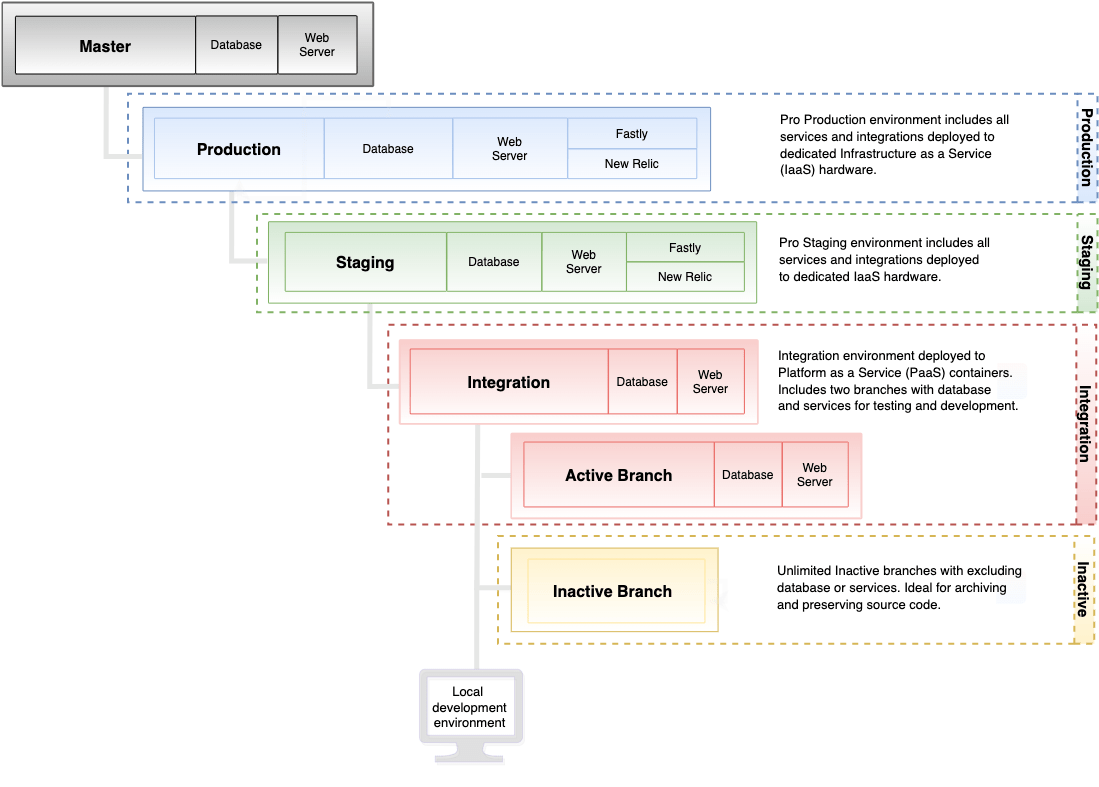 Master
Database
Web
Server
Production
Database
Web
Server
Fastly
New Relic
Pro Production environment includes all
services and integrations deployed to
dedicated Infrastructure as a Service
(IaaS) hardware.
Production
Staging
Database
Web
Server
Fastly
New Relic
Pro Staging environment includes all
services and integrations deployed
to dedicated IaaS hardware.
Staging
Integration
Database
Web
Server
Integration environment deployed to
Platform as a Service (PaaS) containers.
Includes two branches with database
and services for testing and development.
Integration
Active Branch
Database
Web
Server
Inactive Branch
Unlimited Inactive branches with excluding
database or services. Ideal for archiving
and preserving source code.
Inactive
Local
development
environment